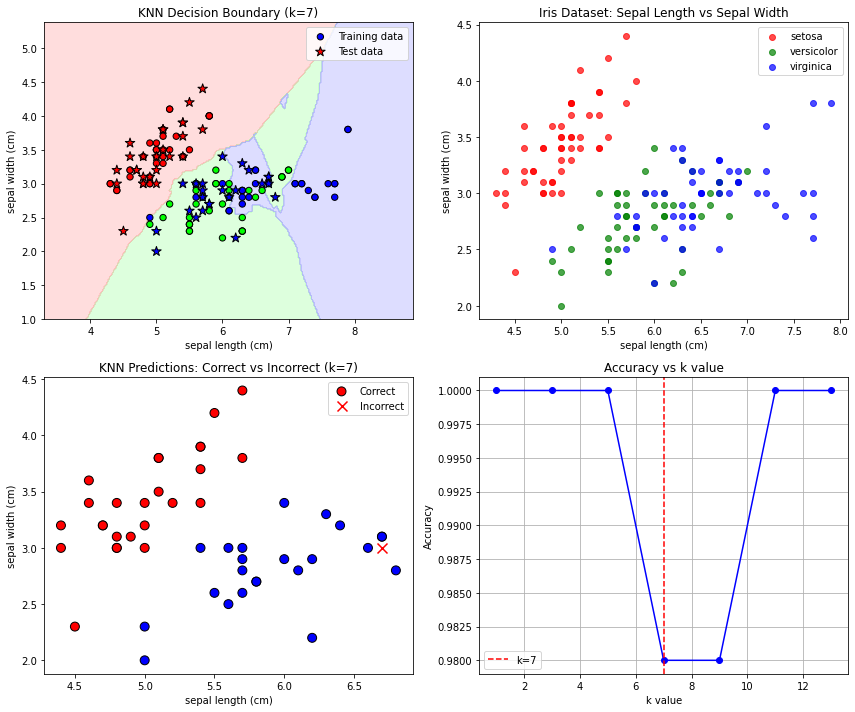 KNN Decision Boundary (k=7)
sepal width (cm)
5.0
4.5
4.0
3.5
3.0
2.5
2.0
1.5
1.0
Training data
Test data
4
5
6
7
8
sepal length (cm)
Iris Dataset: Sepal Length vs Sepal Width
sepal width (cm)
4.5
4.0
3.5
3.0
2.5
2.0
setosa
versicolor
virginica
4.5
5.0
5.5
6.0
6.5
7.0
7.5
8.0
sepal length (cm)
KNN Predictions: Correct vs Incorrect (k=7)
sepal width (cm)
4.5
4.0
3.5
3.0
2.5
2.0
Correct
Incorrect
4.5
5.0
5.5
6.0
6.5
sepal length (cm)
Accuracy vs k value
Accuracy
1.0000
0.9975
0.9950
0.9925
0.9900
0.9875
0.9850
0.9825
0.9800
k=7
2
4
6
8
10
12
k value